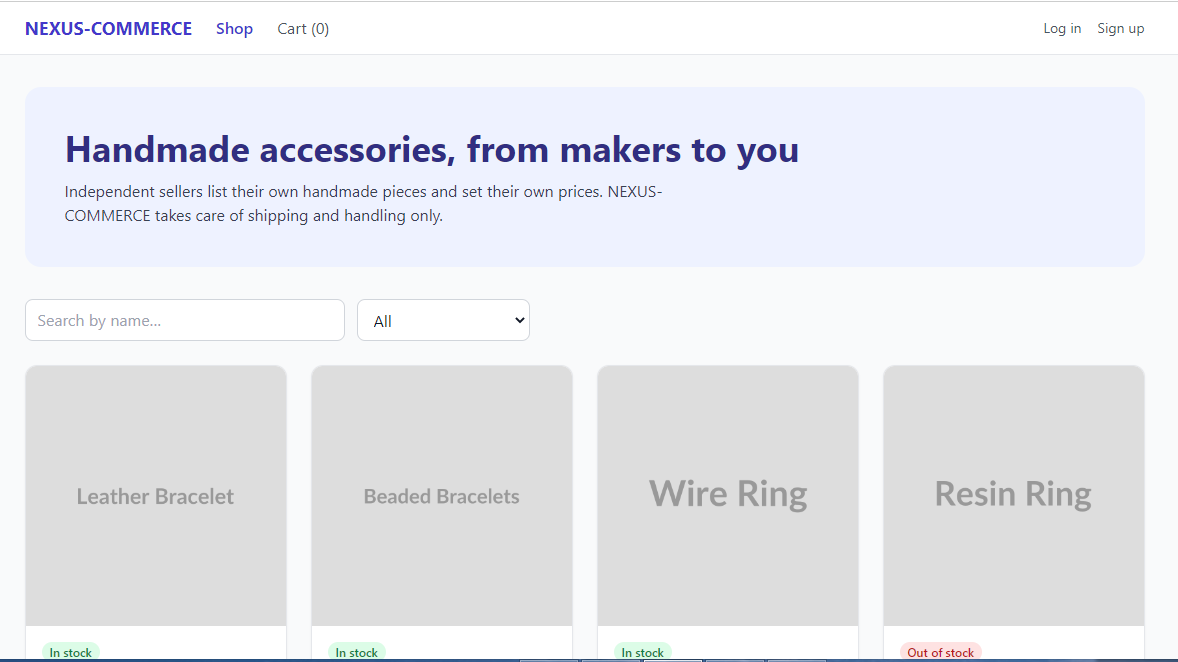 NEXUS-COMMERCE Shop Cart (0) Log in Sign up
Handmade accessories, from makers to you
Independent sellers list their own handmade pieces and set their own prices. NEXUS-
COMMERCE takes care of shipping and handling only.
Search by name... All
Leather Bracelet Beaded Bracelets Wire Ring Resin Ring
In stock In stock In stock Out of stock